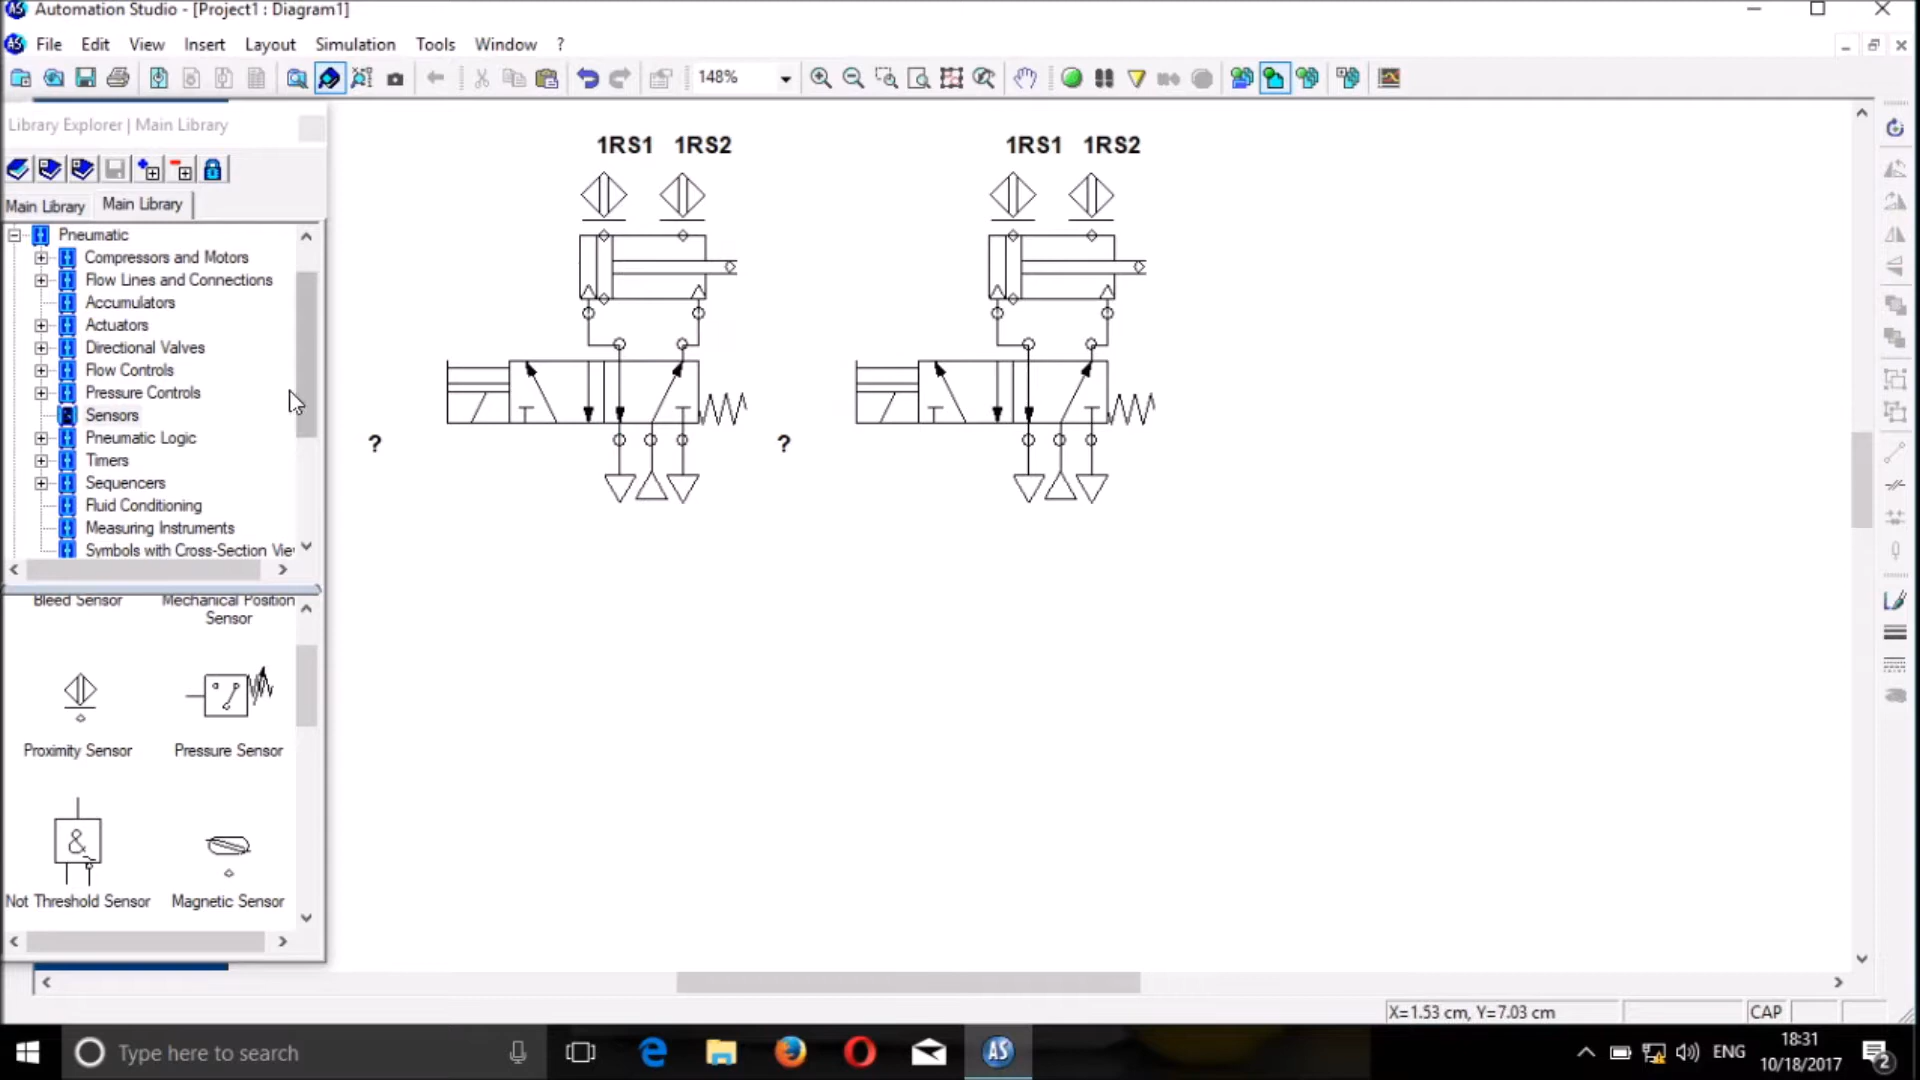 Automation Studio - [Project1 : Diagram1]
File Edit View Insert Layout Simulation Tools Window ?
148%
Library Explorer | Main Library
Main Library Main Library
Pneumatic
Compressors and Motors
Flow Lines and Connections
Accumulators
Actuators
Directional Valves
Flow Controls
Pressure Controls
Sensors
Pneumatic Logic
Timers
Sequencers
Fluid Conditioning
Measuring Instruments
Symbols with Cross-Section Vie
Bleed Sensor
Mechanical Position
Sensor
Proximity Sensor
Pressure Sensor
&
Not Threshold Sensor
Magnetic Sensor
1RS1 1RS2
?
1RS1 1RS2
?
X=1.53 cm, Y=7.03 cm
CAP
Type here to search
AS
ENG
18:31
10/18/2017
2